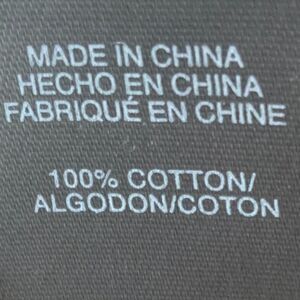 MADE IN CHINA
HECHO EN CHINA
FABRIQUÉ EN CHINE
100% COTTON/
ALGODON/COTON